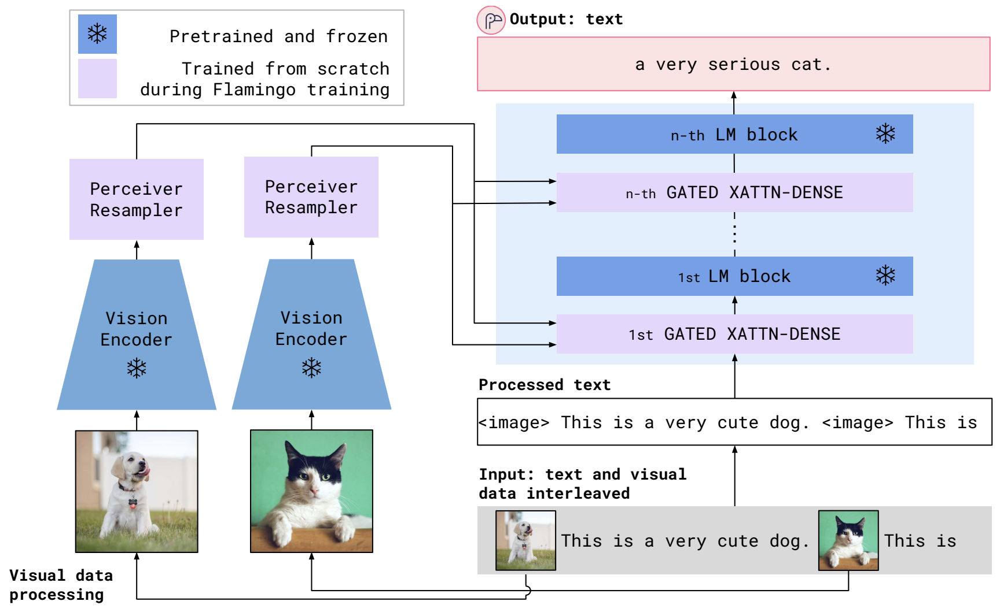 Pretrained and frozen
Trained from scratch
during Flamingo training
Output: text
a very serious cat.
n-th LM block
n-th GATED XATTN-DENSE
1st LM block
1st GATED XATTN-DENSE
Perceiver
Resampler
Perceiver
Resampler
Vision
Encoder
Vision
Encoder
Processed text
<image> This is a very cute dog. <image> This is
Input: text and visual
data interleaved
This is a very cute dog.
This is
Visual data
processing